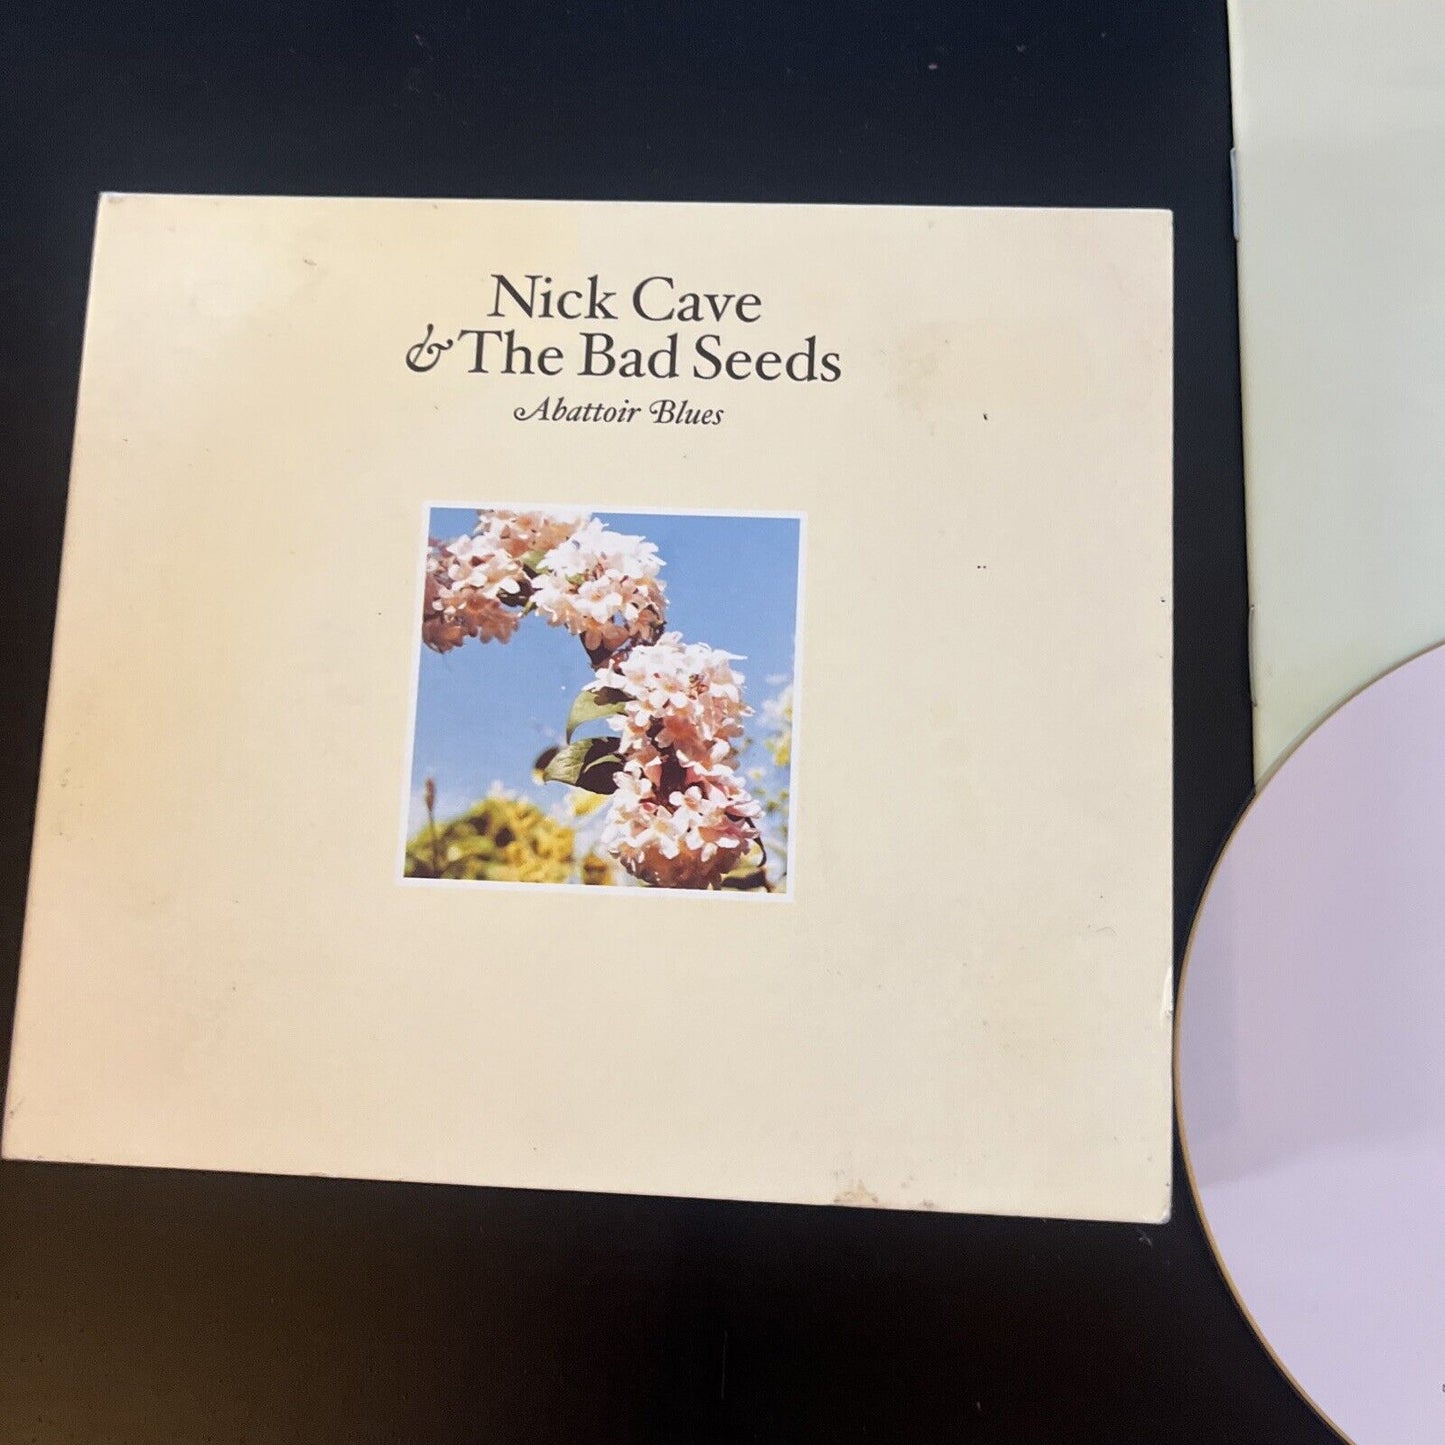 Nick Cave
& The Bad Seeds
Abattoir Blues